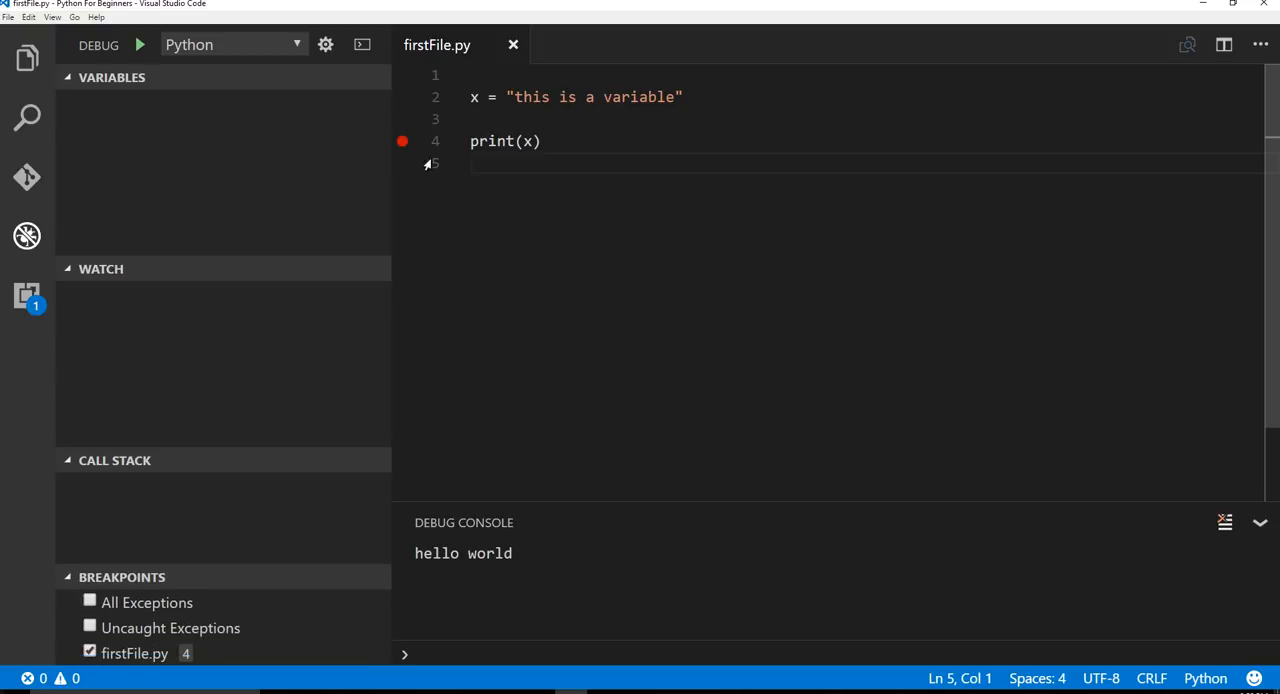 firstFile.py - Python For Beginners - Visual Studio Code
File Edit View Go Help
DEBUG Python
firstFile.py
VARIABLES
WATCH
CALL STACK
BREAKPOINTS
All Exceptions
Uncaught Exceptions
firstFile.py 4
1
2 x = "this is a variable"
3
4 print(x)
5
DEBUG CONSOLE
hello world
1
0 0
Ln 5, Col 1 Spaces: 4 UTF-8 CRLF Python